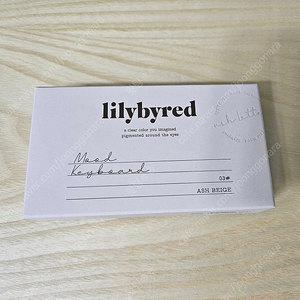 lilybyred
a clear color you imagined
pigmented around the eyes
Mood
Keyboard
03#
ASH BEIGE